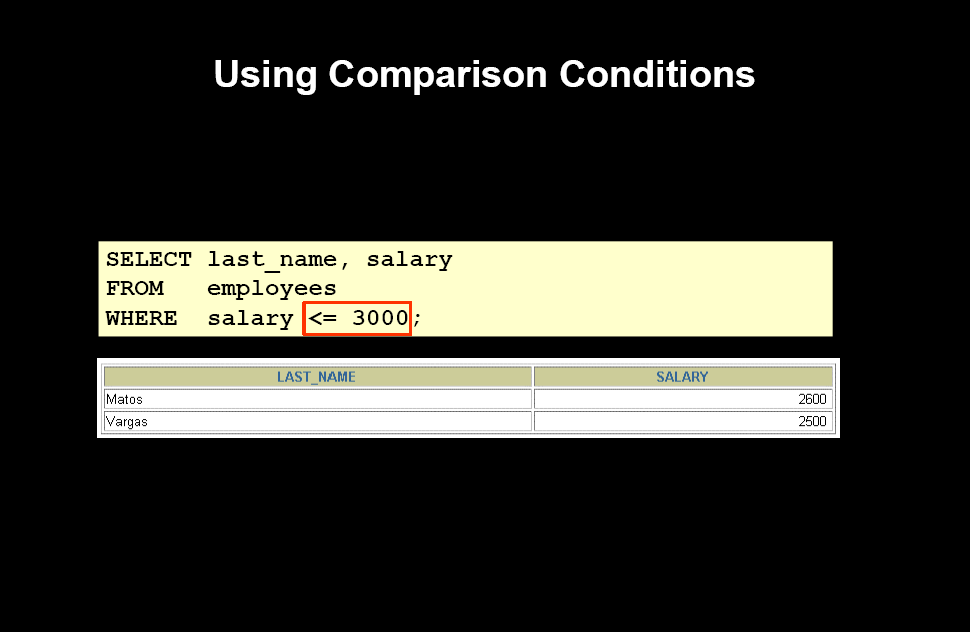 Using Comparison Conditions
SELECT last_name, salary
FROM   employees
WHERE  salary <= 3000;
LAST_NAME SALARY
Matos 2600
Vargas 2500